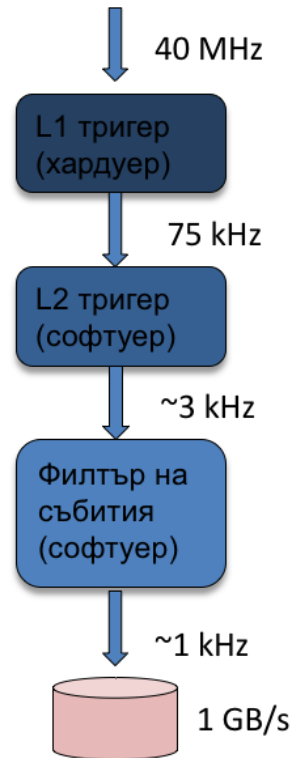 40 MHz
L1 тригер
(хардуер)
75 kHz
L2 тригер
(софтуер)
~3 kHz
Филтър на
събития
(софтуер)
~1 kHz
1 GB/s